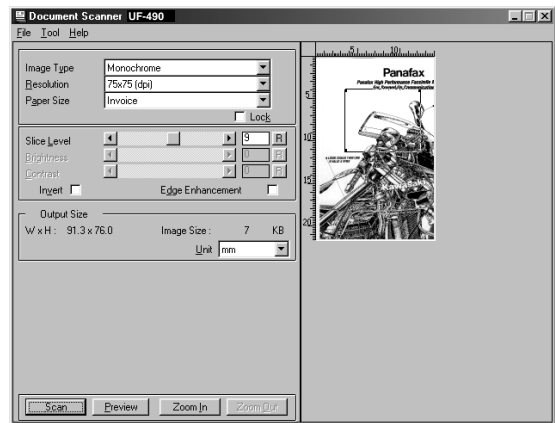 Document Scanner UF-490
File Tool Help
Image Type Monochrome
Resolution 75x75 (dpi)
Paper Size Invoice
Lock
Slice Level 9 R
Brightness 0 R
Contrast 0 R
Invert Edge Enhancement
Output Size
W x H : 91.3 x 76.0 Image Size : 7 KB
Unit mm
Scan Preview Zoom In Zoom Out
5 10
Panafax
Panafax High Performance Facsimile
5
10
15
20